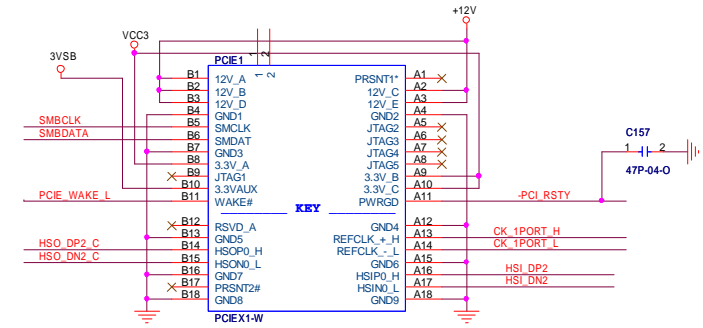 +12V
VCC3
3VSB
PCIE1
1 2
1 2
B1 12V_A PRSNT1* A1
B2 12V_B 12V_C A2
B3 12V_D 12V_E A3
B4 GND1 GND2 A4
SMBCLK B5 SMCLK JTAG2 A5
SMBDATA B6 SMDAT JTAG3 A6
B7 GND3 JTAG4 A7
B8 3.3V_A JTAG5 A8
B9 JTAG1 3.3V_B A9
B10 3.3VAUX 3.3V_C A10
PCIE_WAKE_L B11 WAKE# PWRGD A11 -PCI_RSTY
C157
1 2
47P-04-O
KEY
B12 RSVD_A GND4 A12
B13 GND5 REFCLK_+_H A13 CK_1PORT_H
HSO_DP2_C B14 HSOP0_H REFCLK_-_L A14 CK_1PORT_L
HSO_DN2_C B15 HSON0_L GND6 A15
B16 GND7 HSIP0_H A16 HSI_DP2
B17 PRSNT2# HSIN0_L A17 HSI_DN2
B18 GND8 GND9 A18
PCIEX1-W